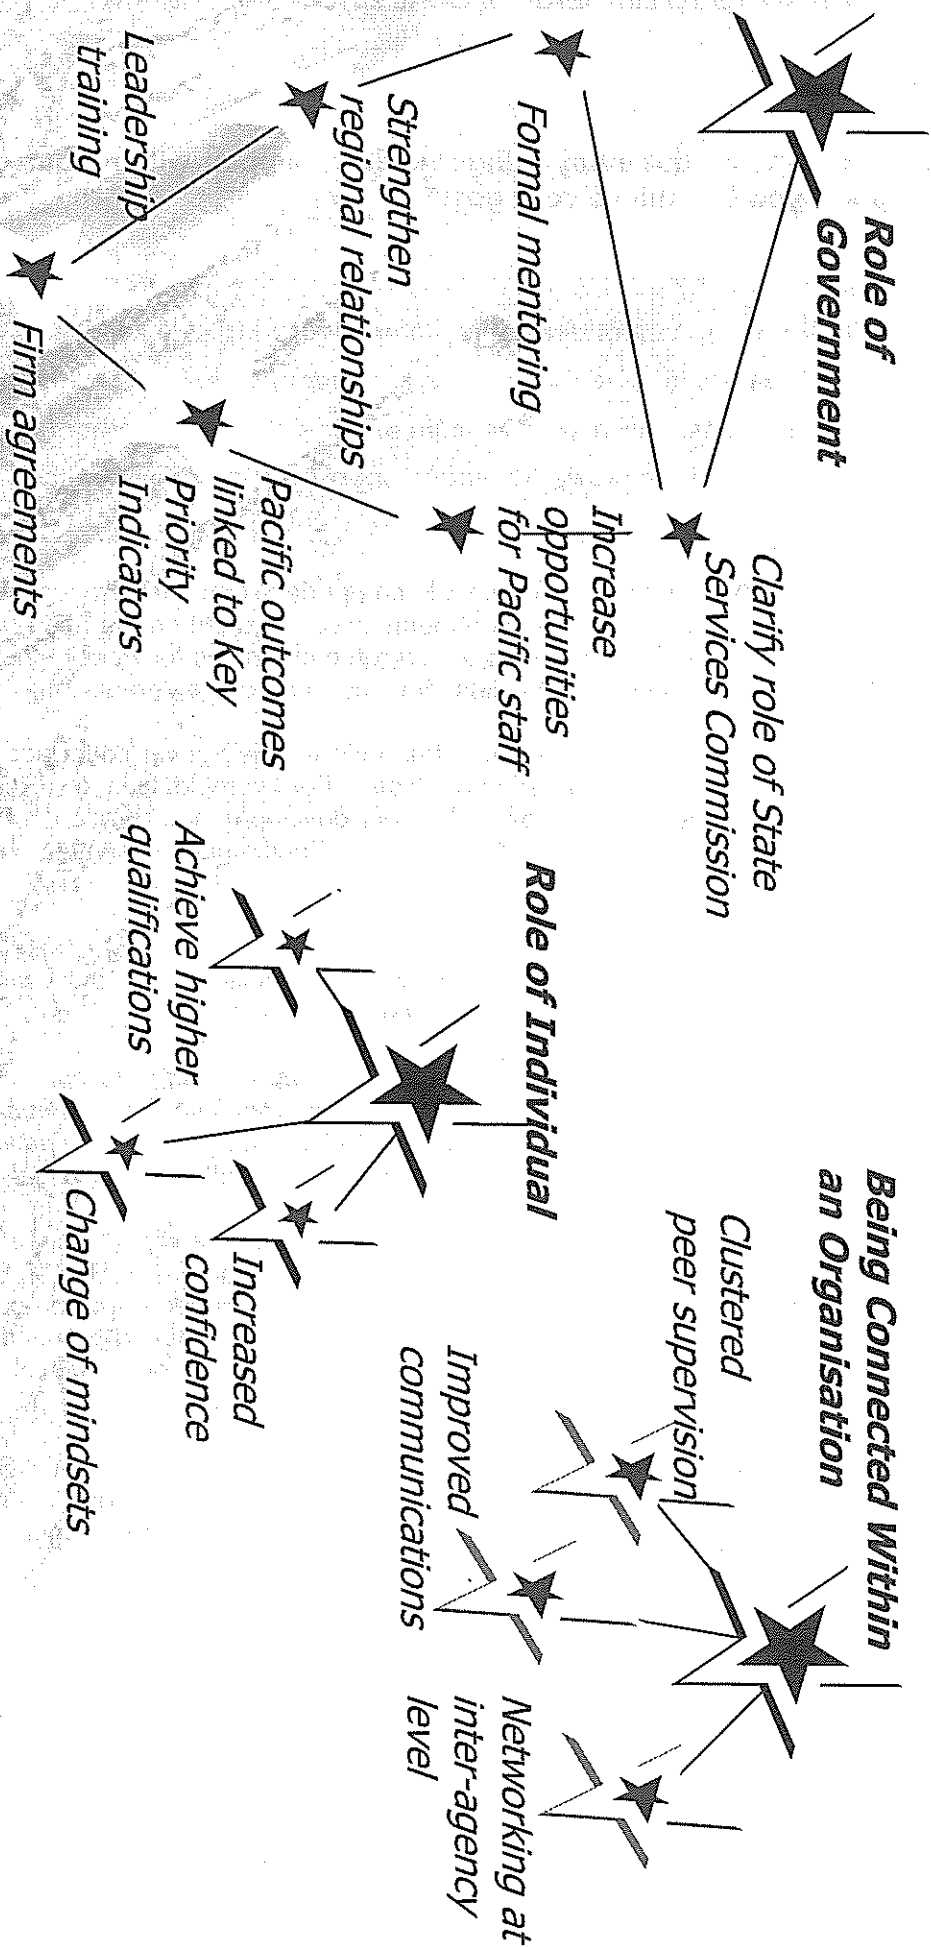 Role of
Government
Clarify role of State
Services Commission
Formal mentoring
Increase
opportunities
for Pacific staff
Strengthen
regional relationships
Pacific outcomes
linked to Key
Priority
Indicators
Leadership
training
Firm agreements
Role of Individual
Achieve higher
qualifications
Increased
confidence
Change of mindsets
Being Connected Within
an Organisation
Clustered
peer supervision
Improved
communications
Networking at
inter-agency
level